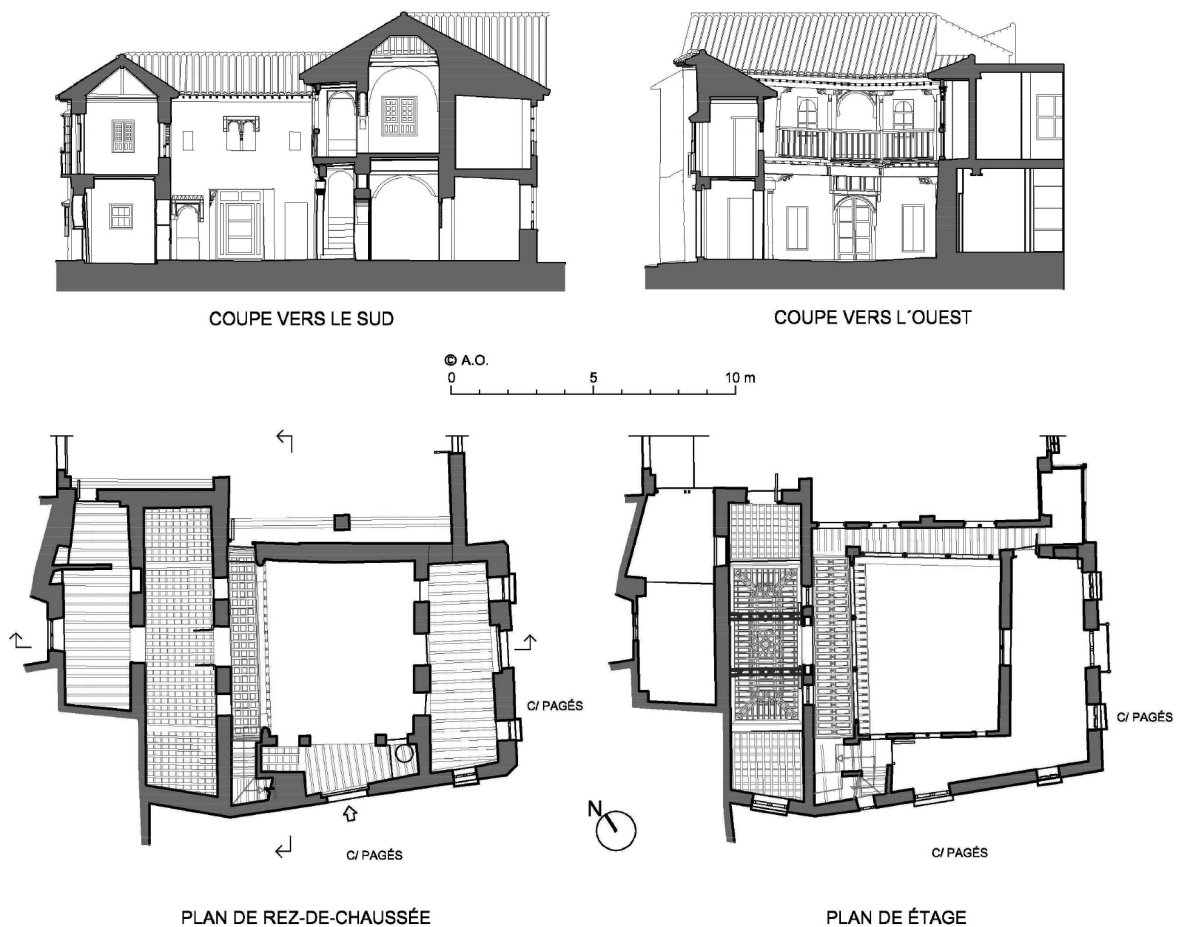 COUPE VERS LE SUD
COUPE VERS L´OUEST
© A.O.
0 5 10 m
C/ PAGÉS
C/ PAGÉS
N
C/ PAGÉS
C/ PAGÉS
PLAN DE REZ-DE-CHAUSSÉE
PLAN DE ÉTAGE